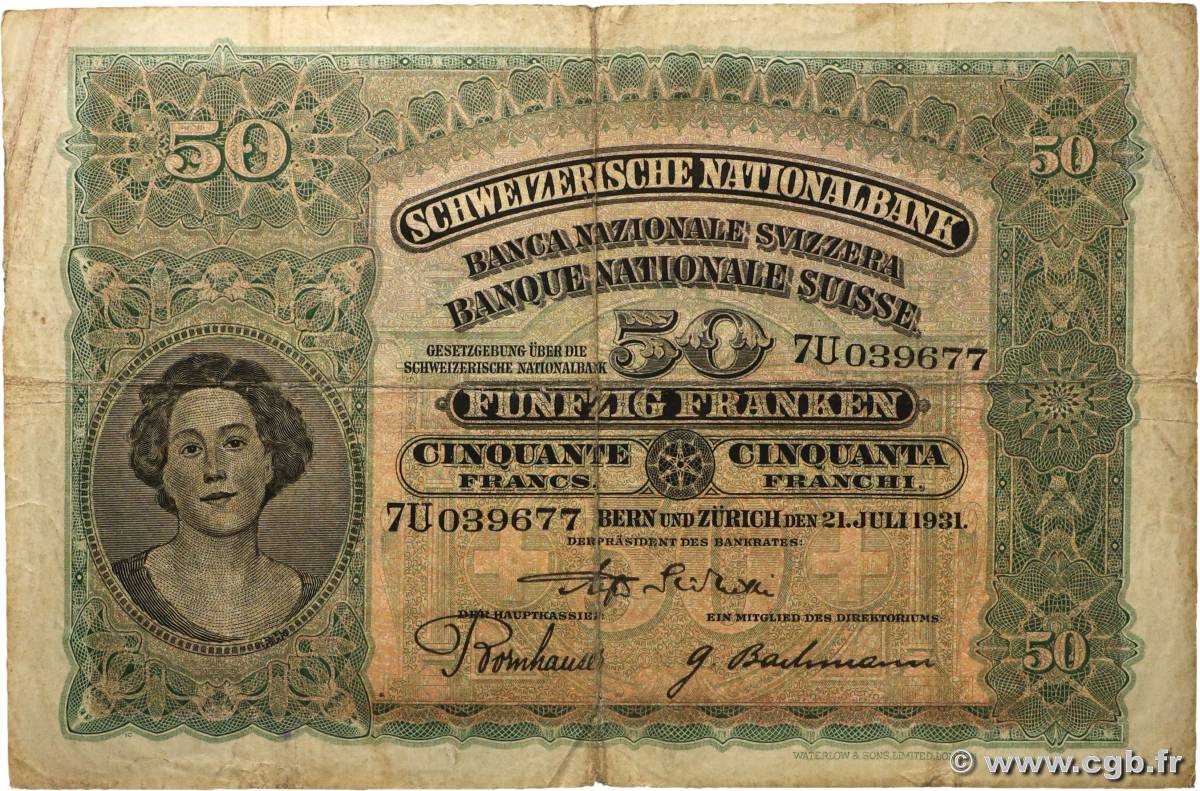 50
50
SCHWEIZERISCHE NATIONALBANK
BANCA NAZIONALE SVIZZERA
BANQUE NATIONALE SUISSE.
GESETZGEBUNG ÜBER DIE
SCHWEIZERISCHE NATIONALBANK
50
7U 039677
FÜNFZIG FRANKEN
CINQUANTE
FRANCS.
CINQUANTA
FRANCHI.
7U 039677 BERN UND ZÜRICH DEN 21. JULI 1931.
DER PRÄSIDENT DES BANKRATES:
DER HAUPTKASSIER:
EIN MITGLIED DES DIREKTORIUMS:
Bornhauser
G. Bachmann
50
WATERLOW & SONS, LIMITED,
© www.cgb.fr